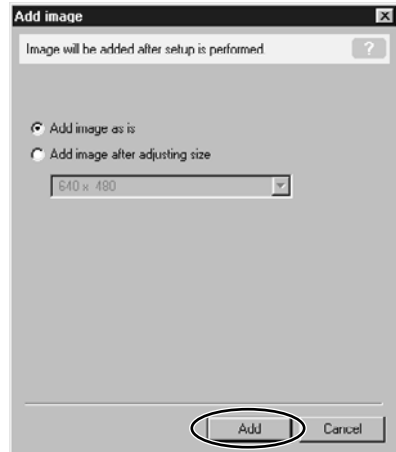 Add image
Image will be added after setup is performed.
?
Add image as is
Add image after adjusting size
640 x 480
Add
Cancel